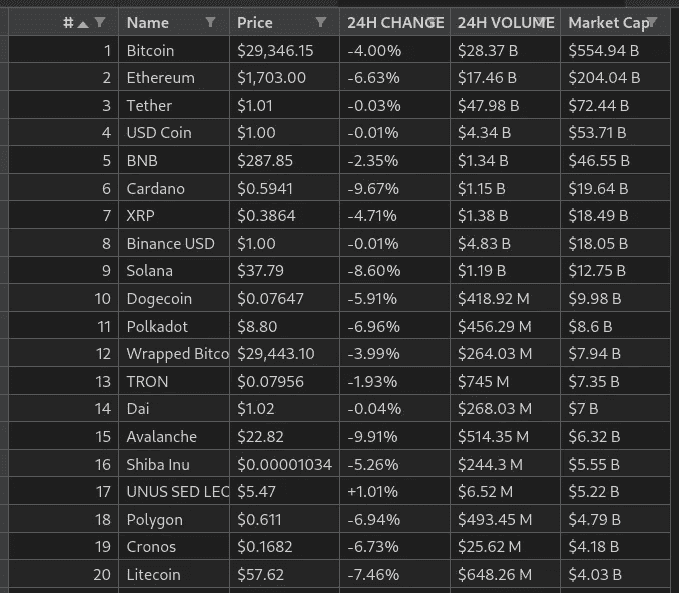 # Name Price 24H CHANGE 24H VOLUME Market Cap
1 Bitcoin $29,346.15 -4.00% $28.37 B $554.94 B
2 Ethereum $1,703.00 -6.63% $17.46 B $204.04 B
3 Tether $1.01 -0.03% $47.98 B $72.44 B
4 USD Coin $1.00 -0.01% $4.34 B $53.71 B
5 BNB $287.85 -2.35% $1.34 B $46.55 B
6 Cardano $0.5941 -9.67% $1.15 B $19.64 B
7 XRP $0.3864 -4.71% $1.38 B $18.49 B
8 Binance USD $1.00 -0.01% $4.83 B $18.05 B
9 Solana $37.79 -8.60% $1.19 B $12.75 B
10 Dogecoin $0.07647 -5.91% $418.92 M $9.98 B
11 Polkadot $8.80 -6.96% $456.29 M $8.6 B
12 Wrapped Bitco $29,443.10 -3.99% $264.03 M $7.94 B
13 TRON $0.07956 -1.93% $745 M $7.35 B
14 Dai $1.02 -0.04% $268.03 M $7 B
15 Avalanche $22.82 -9.91% $514.35 M $6.32 B
16 Shiba Inu $0.00001034 -5.26% $244.3 M $5.55 B
17 UNUS SED LEO $5.47 +1.01% $6.52 M $5.22 B
18 Polygon $0.611 -6.94% $493.45 M $4.79 B
19 Cronos $0.1682 -6.73% $25.62 M $4.18 B
20 Litecoin $57.62 -7.46% $648.26 M $4.03 B